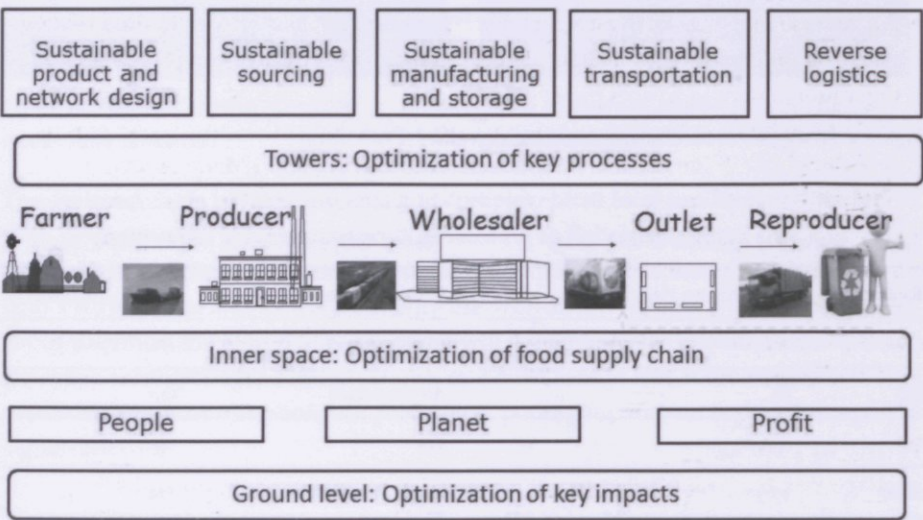 Sustainable
product and
network design
Sustainable
sourcing
Sustainable
manufacturing
and storage
Sustainable
transportation
Reverse
logistics
Towers: Optimization of key processes
Farmer
Producer
Wholesaler
Outlet
Reproducer
Inner space: Optimization of food supply chain
People
Planet
Profit
Ground level: Optimization of key impacts